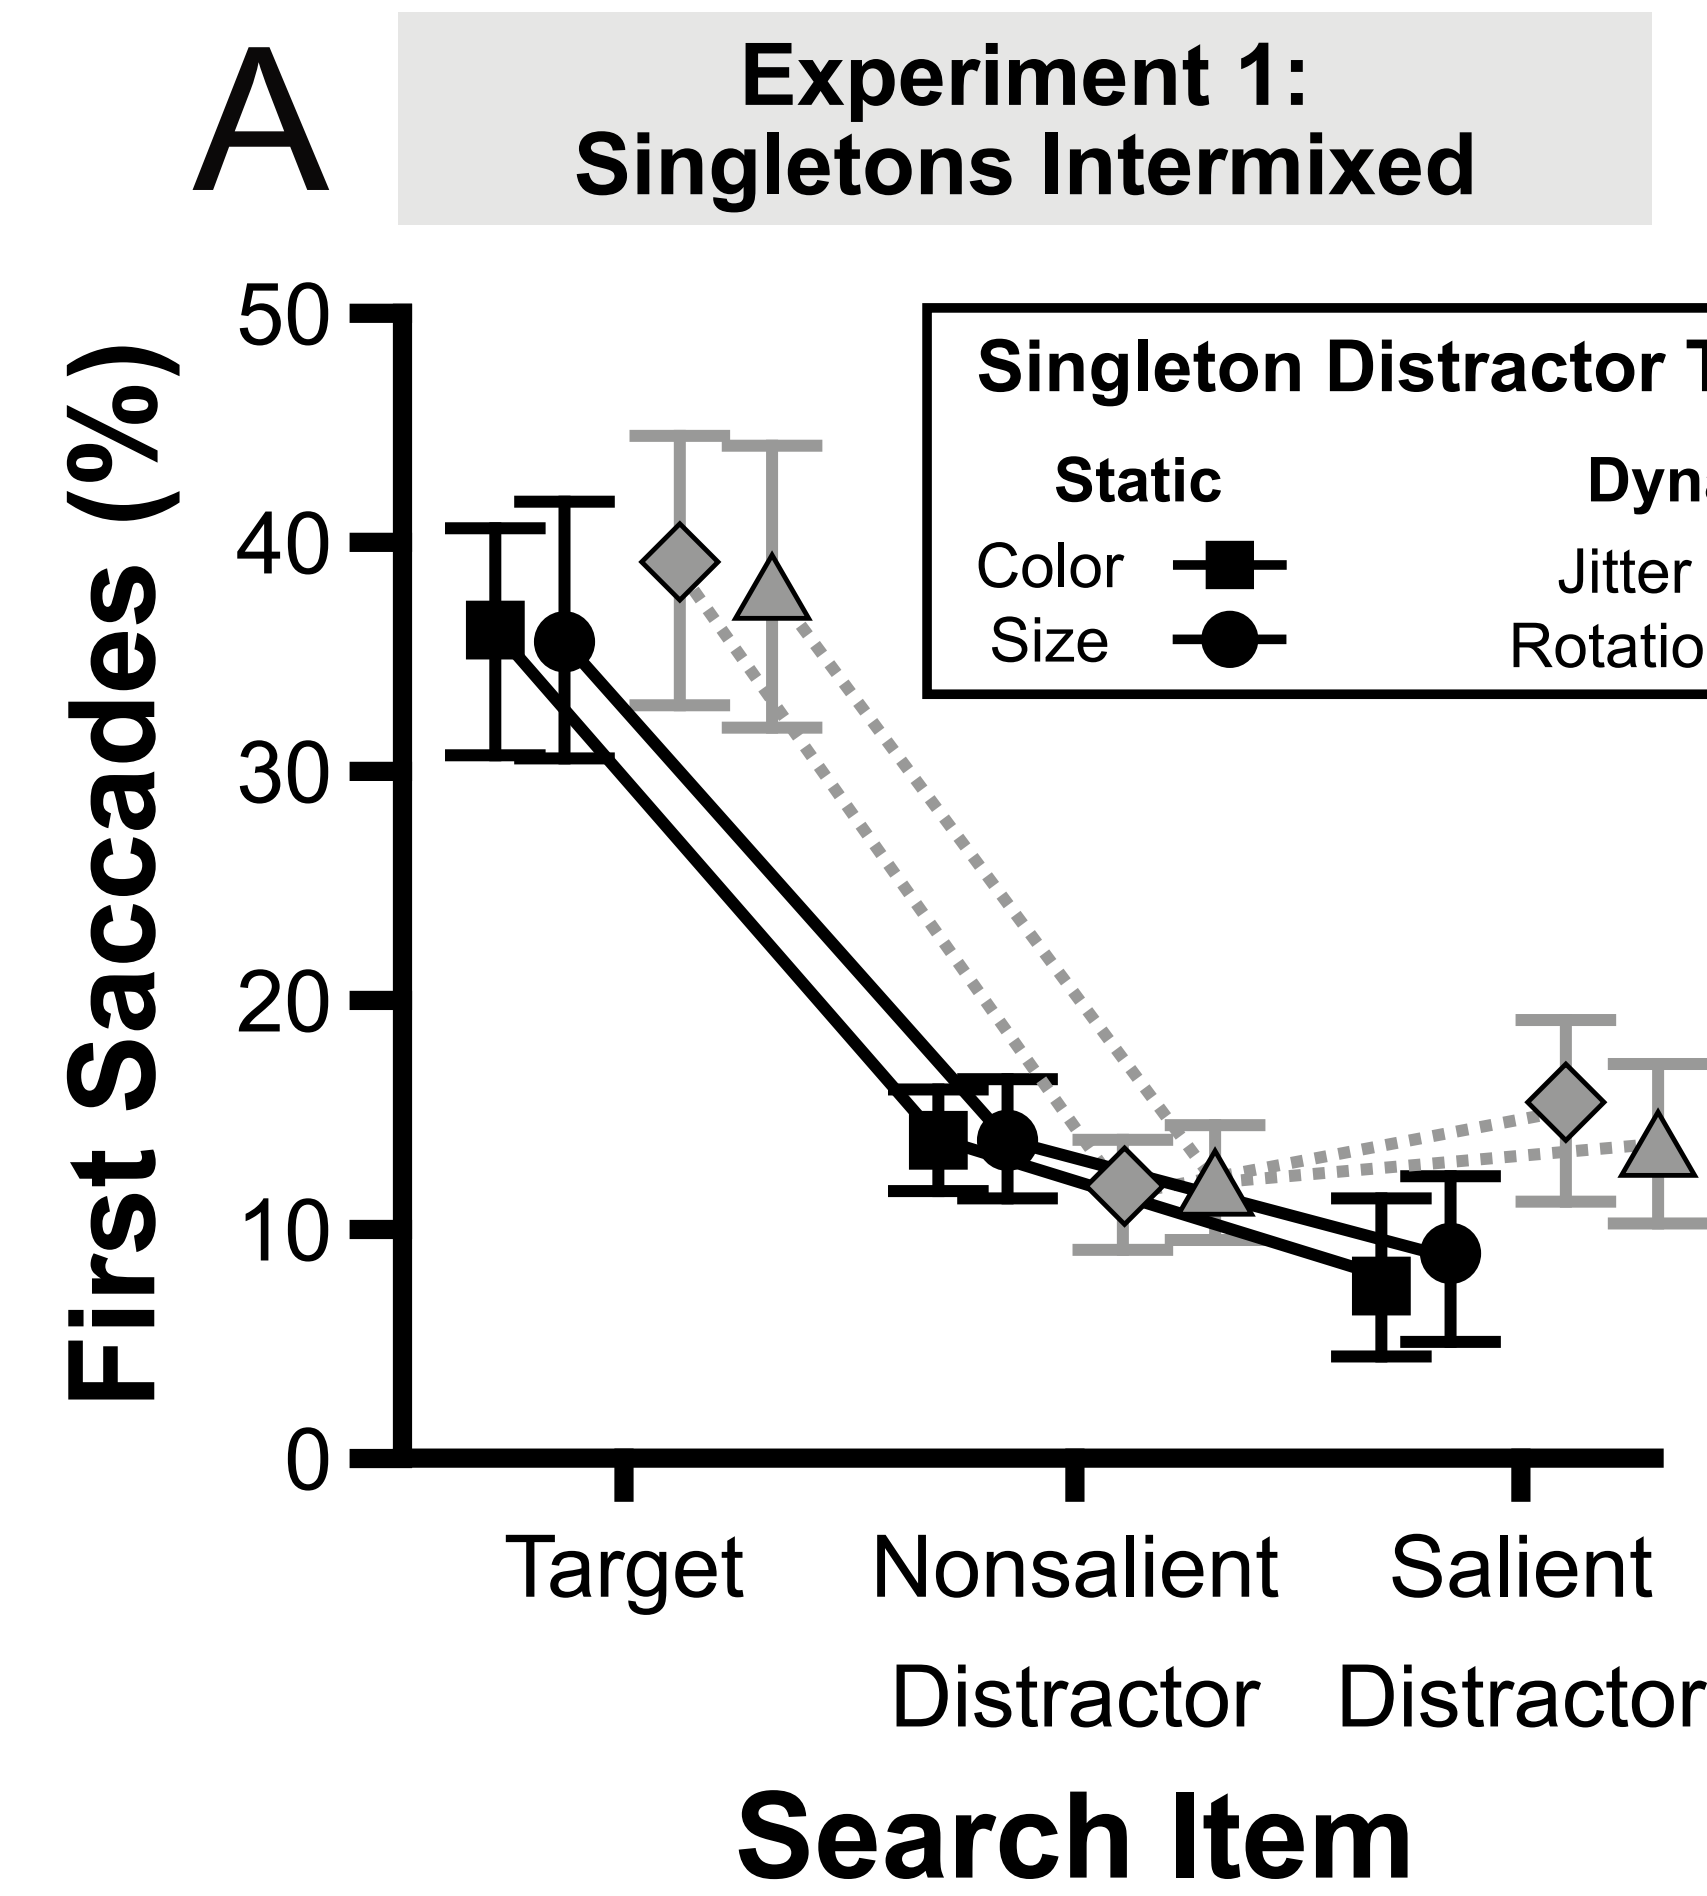 A
Experiment 1:
Singletons Intermixed
First Saccades (%)
50
40
30
20
10
0
Singleton Distractor
Static
Color
Size
Jitter
Target
Nonsalient
Distractor
Salient
Distractor
Search Item